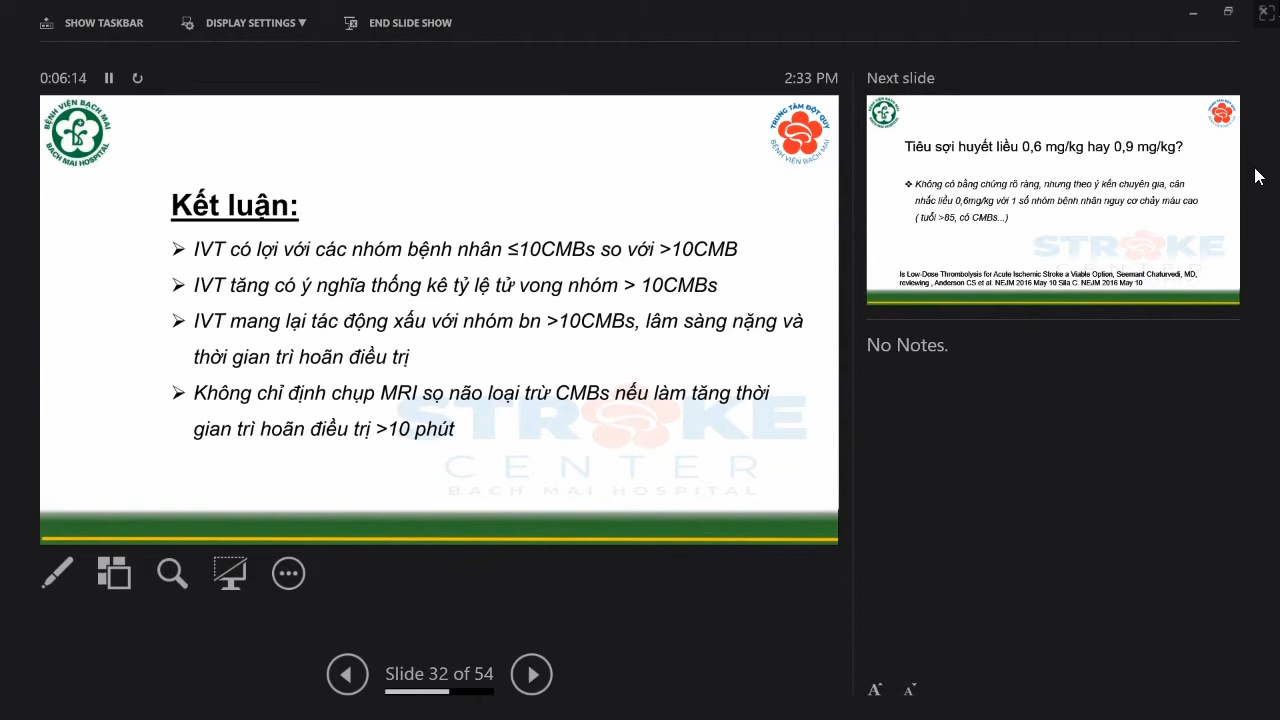 SHOW TASKBAR
DISPLAY SETTINGS ▼
END SLIDE SHOW
0:06:14
2:33 PM
Next slide
BỆNH VIỆN BẠCH MAI
BACH MAI HOSPITAL
TRUNG TÂM ĐỘT QUỴ
BỆNH VIỆN BẠCH MAI
Kết luận:
➢ IVT có lợi với các nhóm bệnh nhân ≤10CMBs so với >10CMB
➢ IVT tăng có ý nghĩa thống kê tỷ lệ tử vong nhóm > 10CMBs
➢ IVT mang lại tác động xấu với nhóm bn >10CMBs, lâm sàng nặng và
thời gian trì hoãn điều trị
➢ Không chỉ định chụp MRI sọ não loại trừ CMBs nếu làm tăng thời
gian trì hoãn điều trị >10 phút
STROKE
CENTER
BACH MAI HOSPITAL
Tiêu sợi huyết liều 0,6 mg/kg hay 0,9 mg/kg?
❖ Không có bằng chứng rõ ràng, nhưng theo ý kến chuyên gia, cân
nhắc liều 0,6mg/kg với 1 số nhóm bệnh nhân nguy cơ chảy máu cao
( tuổi >85, có CMBs...)
STROKE
Is Low-Dose Thrombolysis for Acute Ischemic Stroke a Viable Option, Seemant Chaturvedi, MD,
reviewing , Anderson CS et al. NEJM 2016 May 10 Sila C. NEJM 2016 May 10
No Notes.
Slide 32 of 54